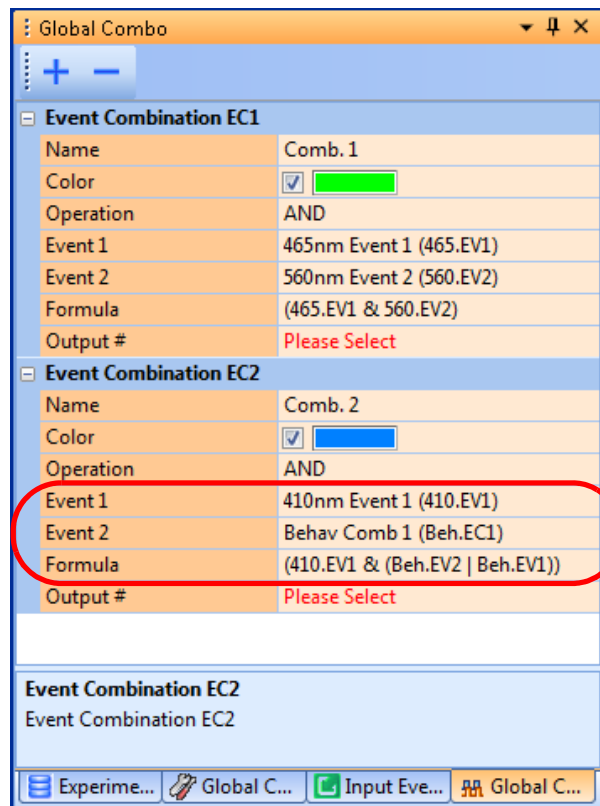 Global Combo
Event Combination EC1
Name Comb. 1
Color
Operation AND
Event 1 465nm Event 1 (465.EV1)
Event 2 560nm Event 2 (560.EV2)
Formula (465.EV1 & 560.EV2)
Output # Please Select
Event Combination EC2
Name Comb. 2
Color
Operation AND
Event 1 410nm Event 1 (410.EV1)
Event 2 Behav Comb 1 (Beh.EC1)
Formula (410.EV1 & (Beh.EV2 | Beh.EV1))
Output # Please Select
Event Combination EC2
Event Combination EC2
Experime... Global C... Input Eve... Global C...